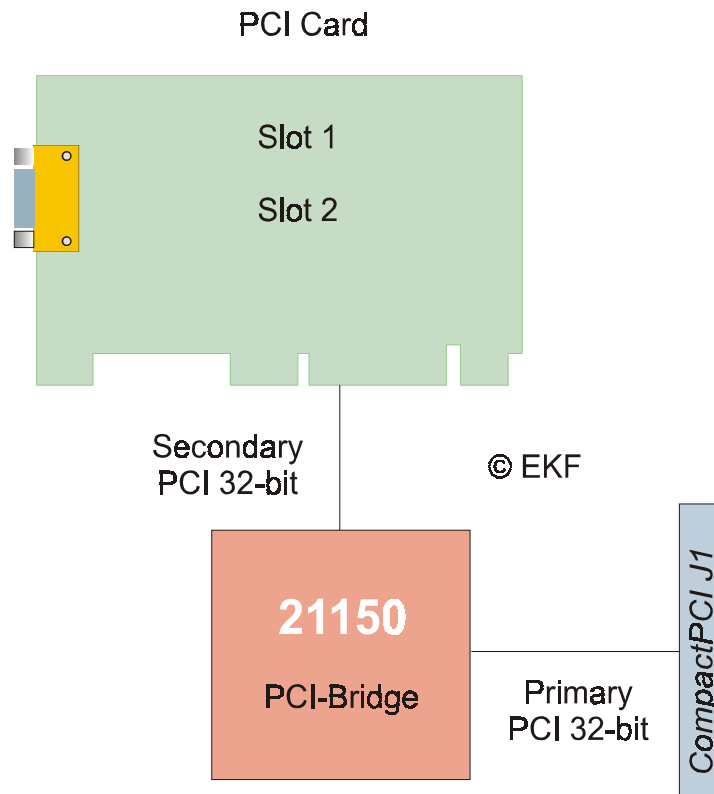 PCI Card
Slot 1
Slot 2
Secondary
PCI 32-bit
© EKF
21150
PCI-Bridge
Primary
PCI 32-bit
CompactPCI J1